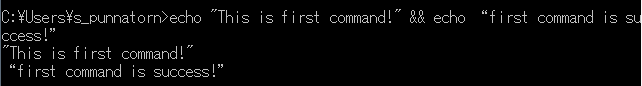 C:¥Users¥s_punnatorn>echo "This is first command!" && echo  “first command is su
ccess!”
"This is first command!"
 “first command is success!”